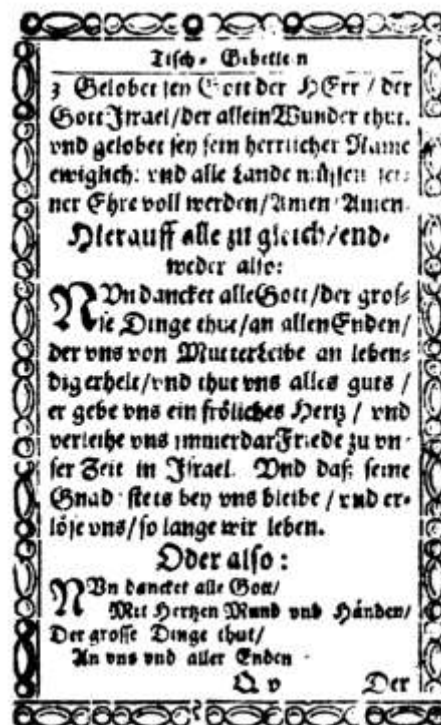 Tisch- Gebetlein
3 Gelobet sey Gott der HErr / der
Gott Jsrael/der allein Wunder thut.
vnd gelobet sey sein herrlicher Name
ewiglich: vnd alle Lande müssen sei-
ner Ehre voll werden/Amen Amen.
Hierauff alle zu gleich/end-
weder also:
NVn dancket alle Gott/der gros-
se Dinge thut/an allen Enden/
der vns von Mutterleibe an leben-
dig erhelt/vnd thut vns alles guts /
er gebe vns ein fröliches Hertz / vnd
verleihe vns immerdar Friede zu vn-
ser Zeit in Jsrael. Vnd daß seine
Gnad stets bey vns bleibe / vnd er-
löse vns/so lange wir leben.
Oder also :
NVn dancket alle Gott/
Mit Hertzen Mund vnd Händen/
Der grosse Dinge thut/
An vns vnd aller Enden
Q v Der